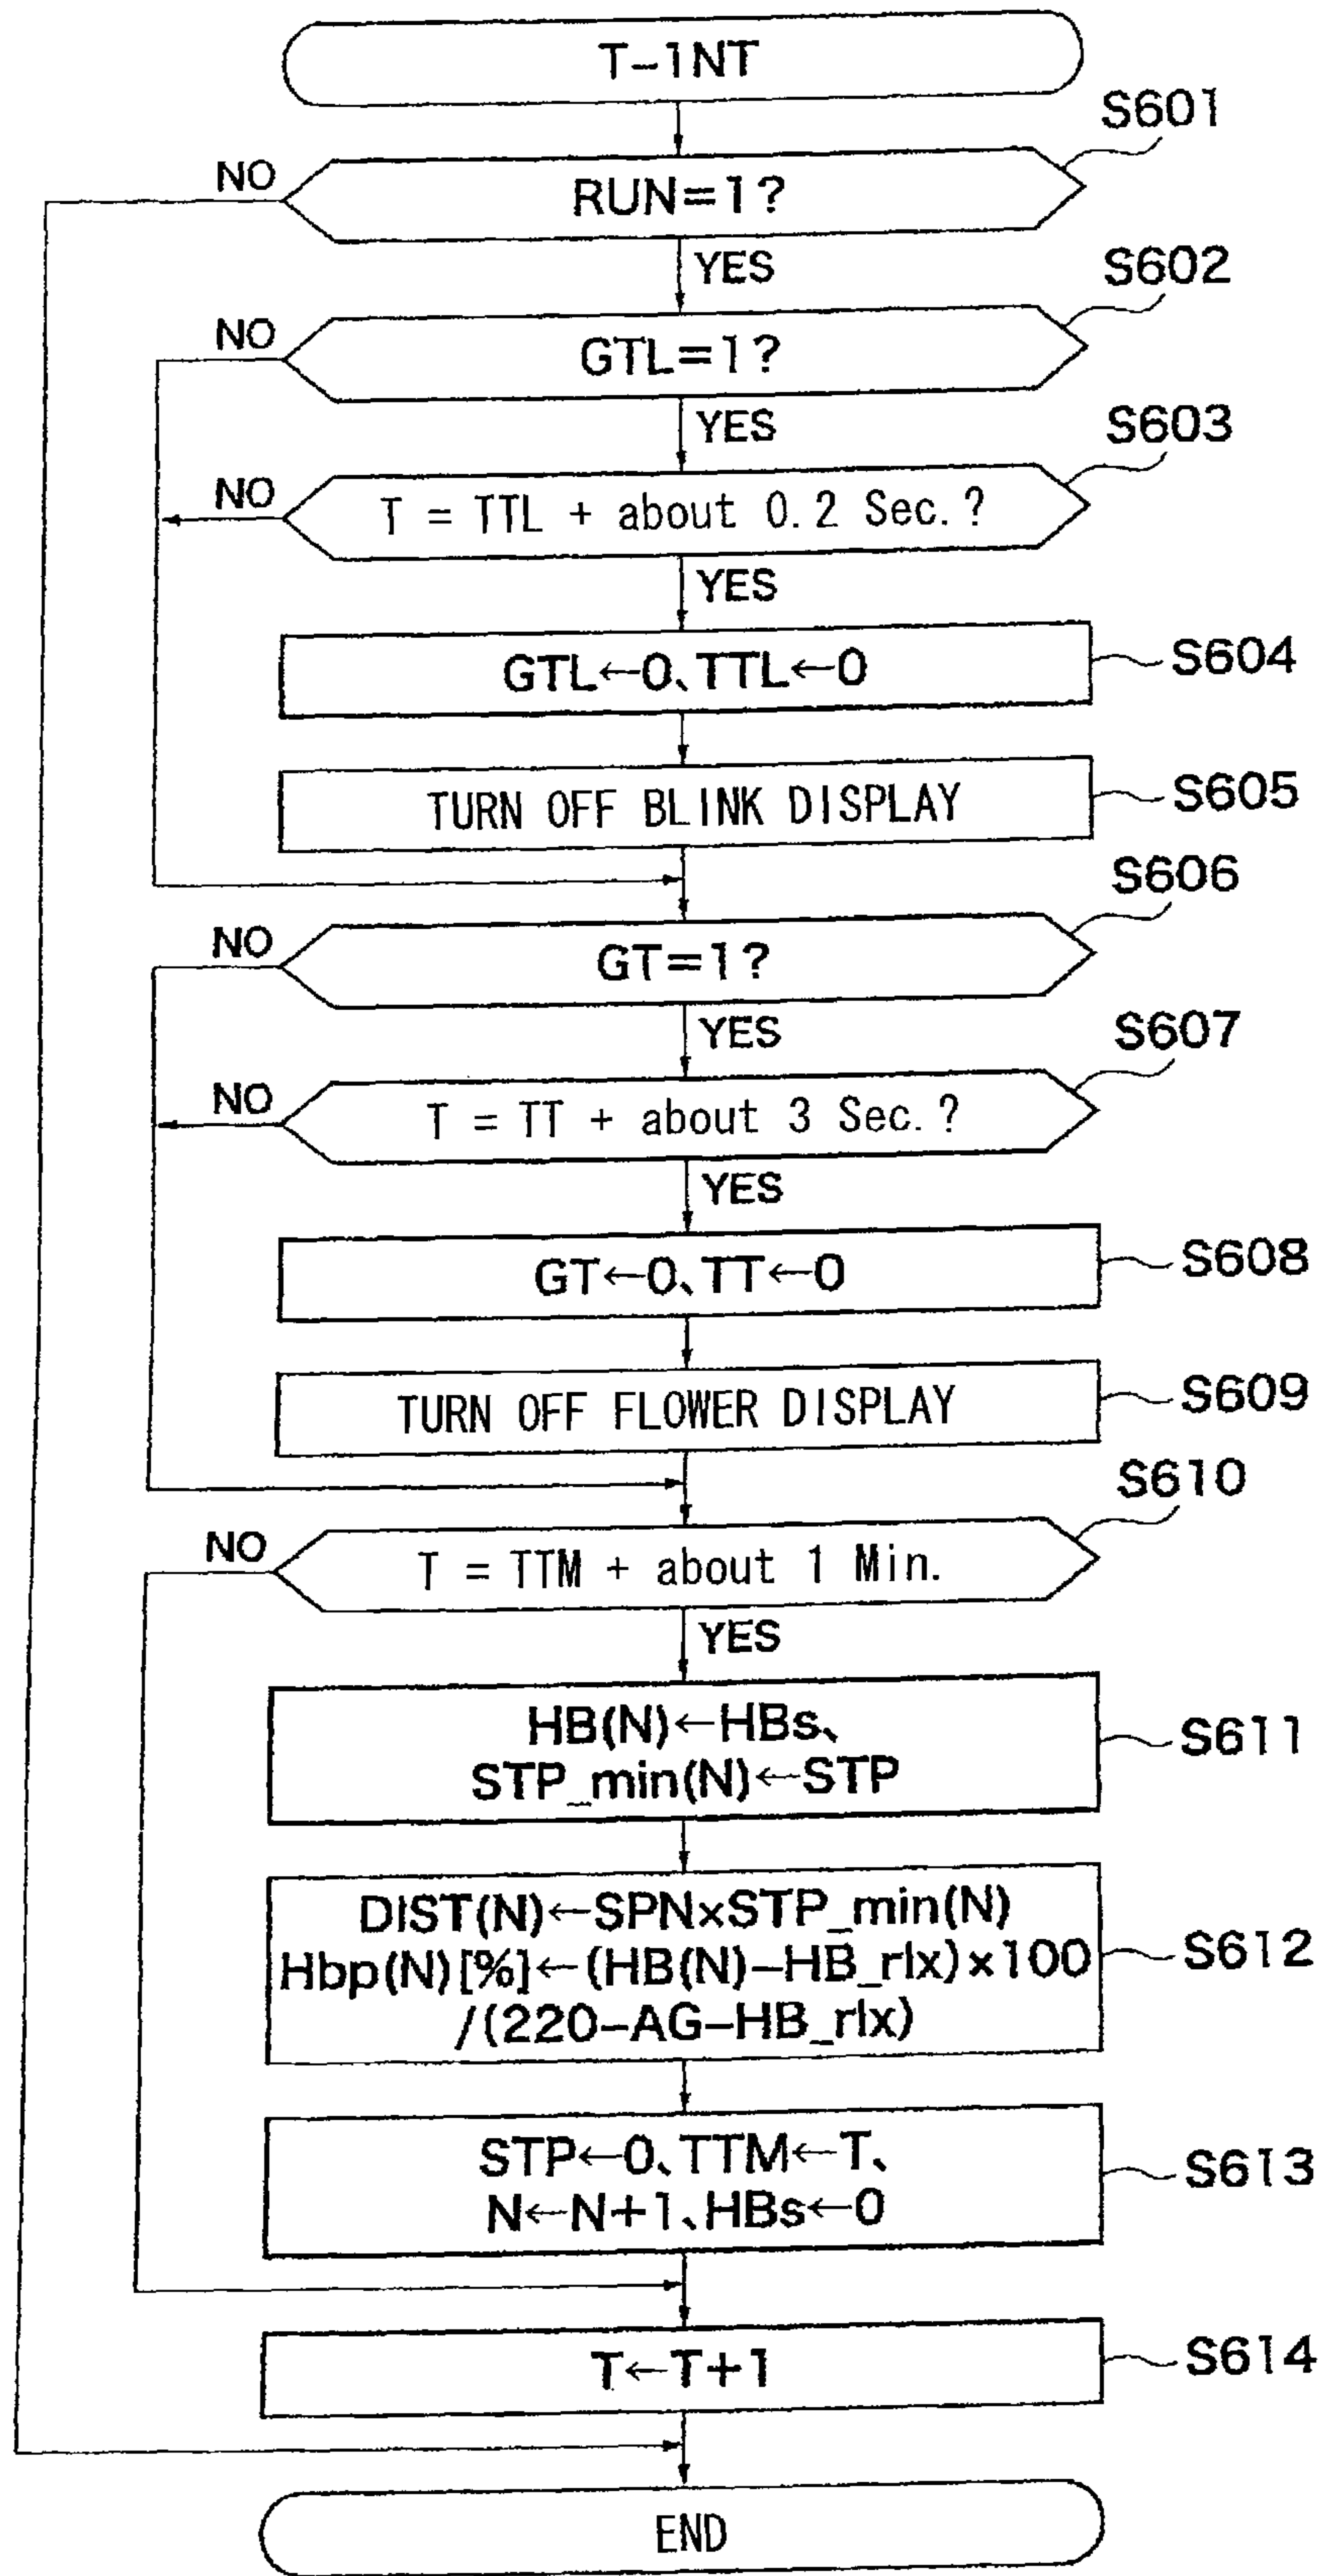 T-1NT
S601
NO
RUN=1?
YES
S602
NO
GTL=1?
YES
S603
NO
T = TTL + about 0.2 Sec.?
YES
GTL←0、TTL←0
S604
TURN OFF BLINK DISPLAY
S605
S606
NO
GT=1?
YES
S607
NO
T = TT + about 3 Sec.?
YES
GT←0、TT←0
S608
TURN OFF FLOWER DISPLAY
S609
S610
NO
T = TTM + about 1 Min.
YES
HB(N)←HBs、
STP_min(N)←STP
S611
DIST(N)←SPN×STP_min(N)
Hbp(N)[%]←(HB(N)-HB_rlx)×100
/(220-AG-HB_rlx)
S612
STP←0、TTM←T、
N←N+1、HBs←0
S613
T←T+1
S614
END